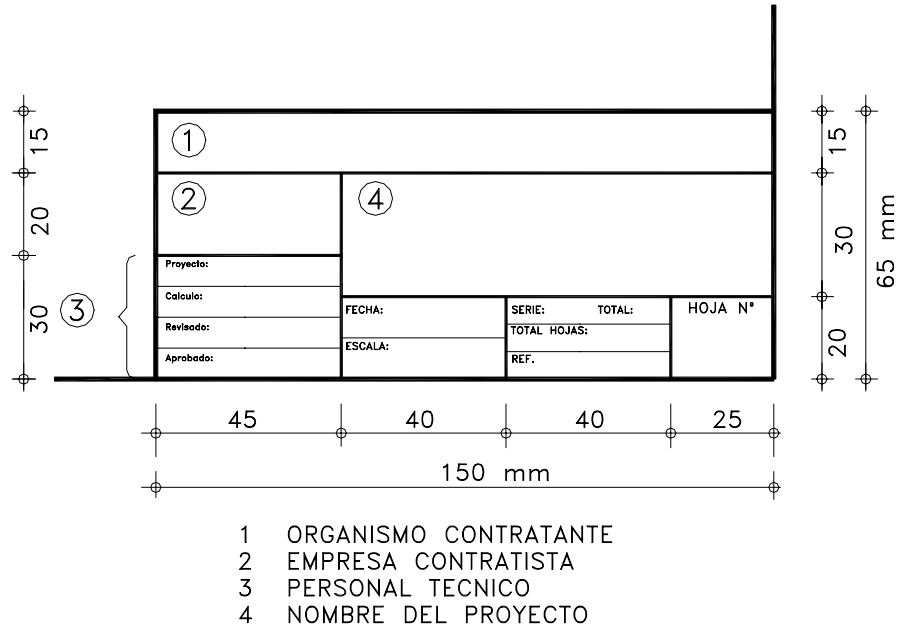 15
1
15
2
4
20
30
65 mm
Proyecto:
Calculo:
FECHA:
SERIE: TOTAL:
HOJA Nº
30
3
Revisado:
TOTAL HOJAS:
20
Aprobado:
ESCALA:
REF.
45 40 40 25
150 mm
1 ORGANISMO CONTRATANTE
2 EMPRESA CONTRATISTA
3 PERSONAL TECNICO
4 NOMBRE DEL PROYECTO